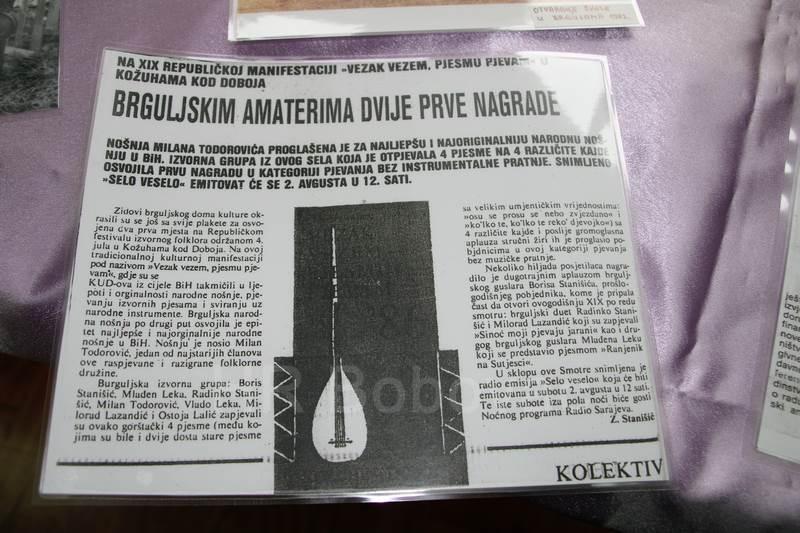 OTVARANJE ŠKOLE
U BRGULAMA
NA XIX REPUBLIČKOJ MANIFESTACIJI »VEZAK VEZEM, PJESMU PJEVAM« U
KOŽUHAMA KOD DOBOJA
BRGULJSKIM AMATERIMA DVIJE PRVE NAGRADE
NOŠNJA MILANA TODOROVIĆA PROGLAŠENA JE ZA NAJLJEPŠU I NAJORIGINALNIJU NARODNU NOŠ-
NJU U BiH. IZVORNA GRUPA IZ OVOG SELA KOJA JE OTPJEVALA 4 PJESME NA 4 RAZLIČITE KAJDE
OSVOJILA PRVU NAGRADU U KATEGORIJI PJEVANJA BEZ INSTRUMENTALNE PRATNJE. SNIMLJENO
»SELO VESELO« EMITOVAT ĆE SE 2. AVGUSTA U 12. SATI.
Zidovi brguljskog doma kulture ok-
rasili su se još sa svije plakete za osvo-
jena dva prva mjesta na Republičkom
festivalu izvornog folklora održanom 4.
jula u Kožuhama kod Doboja. Na ovoj
tradicionalnoj kulturnoj manifestaciji
pod nazivom »Vezak vezem, pjesmu pje-
vam«, gdje su se
KUD-ova iz cijele BiH takmičili u lje-
poti i orginalnosti narodne nošnje, pje-
vanju izvornih pjesama i sviranju uz
narodne instrumente. Brguljska narod-
na nošnja po drugi put osvojila je epi-
tet najljepše i najorginalnije narodne
nošnje u BiH. Nošnju je nosio Milan
Todorović, jedan od najstarijih članova
ove raspjevane i razigrane folklorne
družine.
Burguljska izvorna grupa: Boris
Stanišić, Mlađen Leka, Radinko Stani-
šić, Milan Todorović, Vlado Leka, Mi-
lorad Lazandić i Ostoja Lalić zapjevali
su ovako gorštački 4 pjesme (među ko-
jima su bile i dvije dosta stare pjesme
sa velikim umjetničkim vrijednostima:
»osu se prosu se nebo zvjezdano« i
»ko'lko te, ko'lko te reko' djevojko«) sa
4 različite kajde i poslije gromoglasna
aplauza stručni žiri ih je proglasio po-
bjdnicima u ovoj kategoriji pjevanja
bez muzičke pratnje.
Nekoliko hiljada posjetilaca nagra-
dilo je dugotrajnim aplauzom brgulj-
skog guslara Borisa Stanišića, prošlo-
godišnjeg pobjednika, kome je pripala
čast da otvori ovogodišnju XIX po redu
smotru: brguljski duet Radinko Stani-
šić i Milorad Lazandić koji su zapjevali
»Sinoć moji pjevaju jarani« kao i dru-
gog brguljskog guslara Mlađena Leku
koji se predstavio pjesmom »Ranjenik
na Sutjesci«.
U sklopu ove Smotre snimljena je
radio emisija »Selo veselo« koja će biti
emitovana u subotu 2. avgusta u 12 sati.
Te iste subote iza pola noći biće gosti
Noćnog programa Radio Sarajeva.
Z. Stanišić
KOLEKTIV